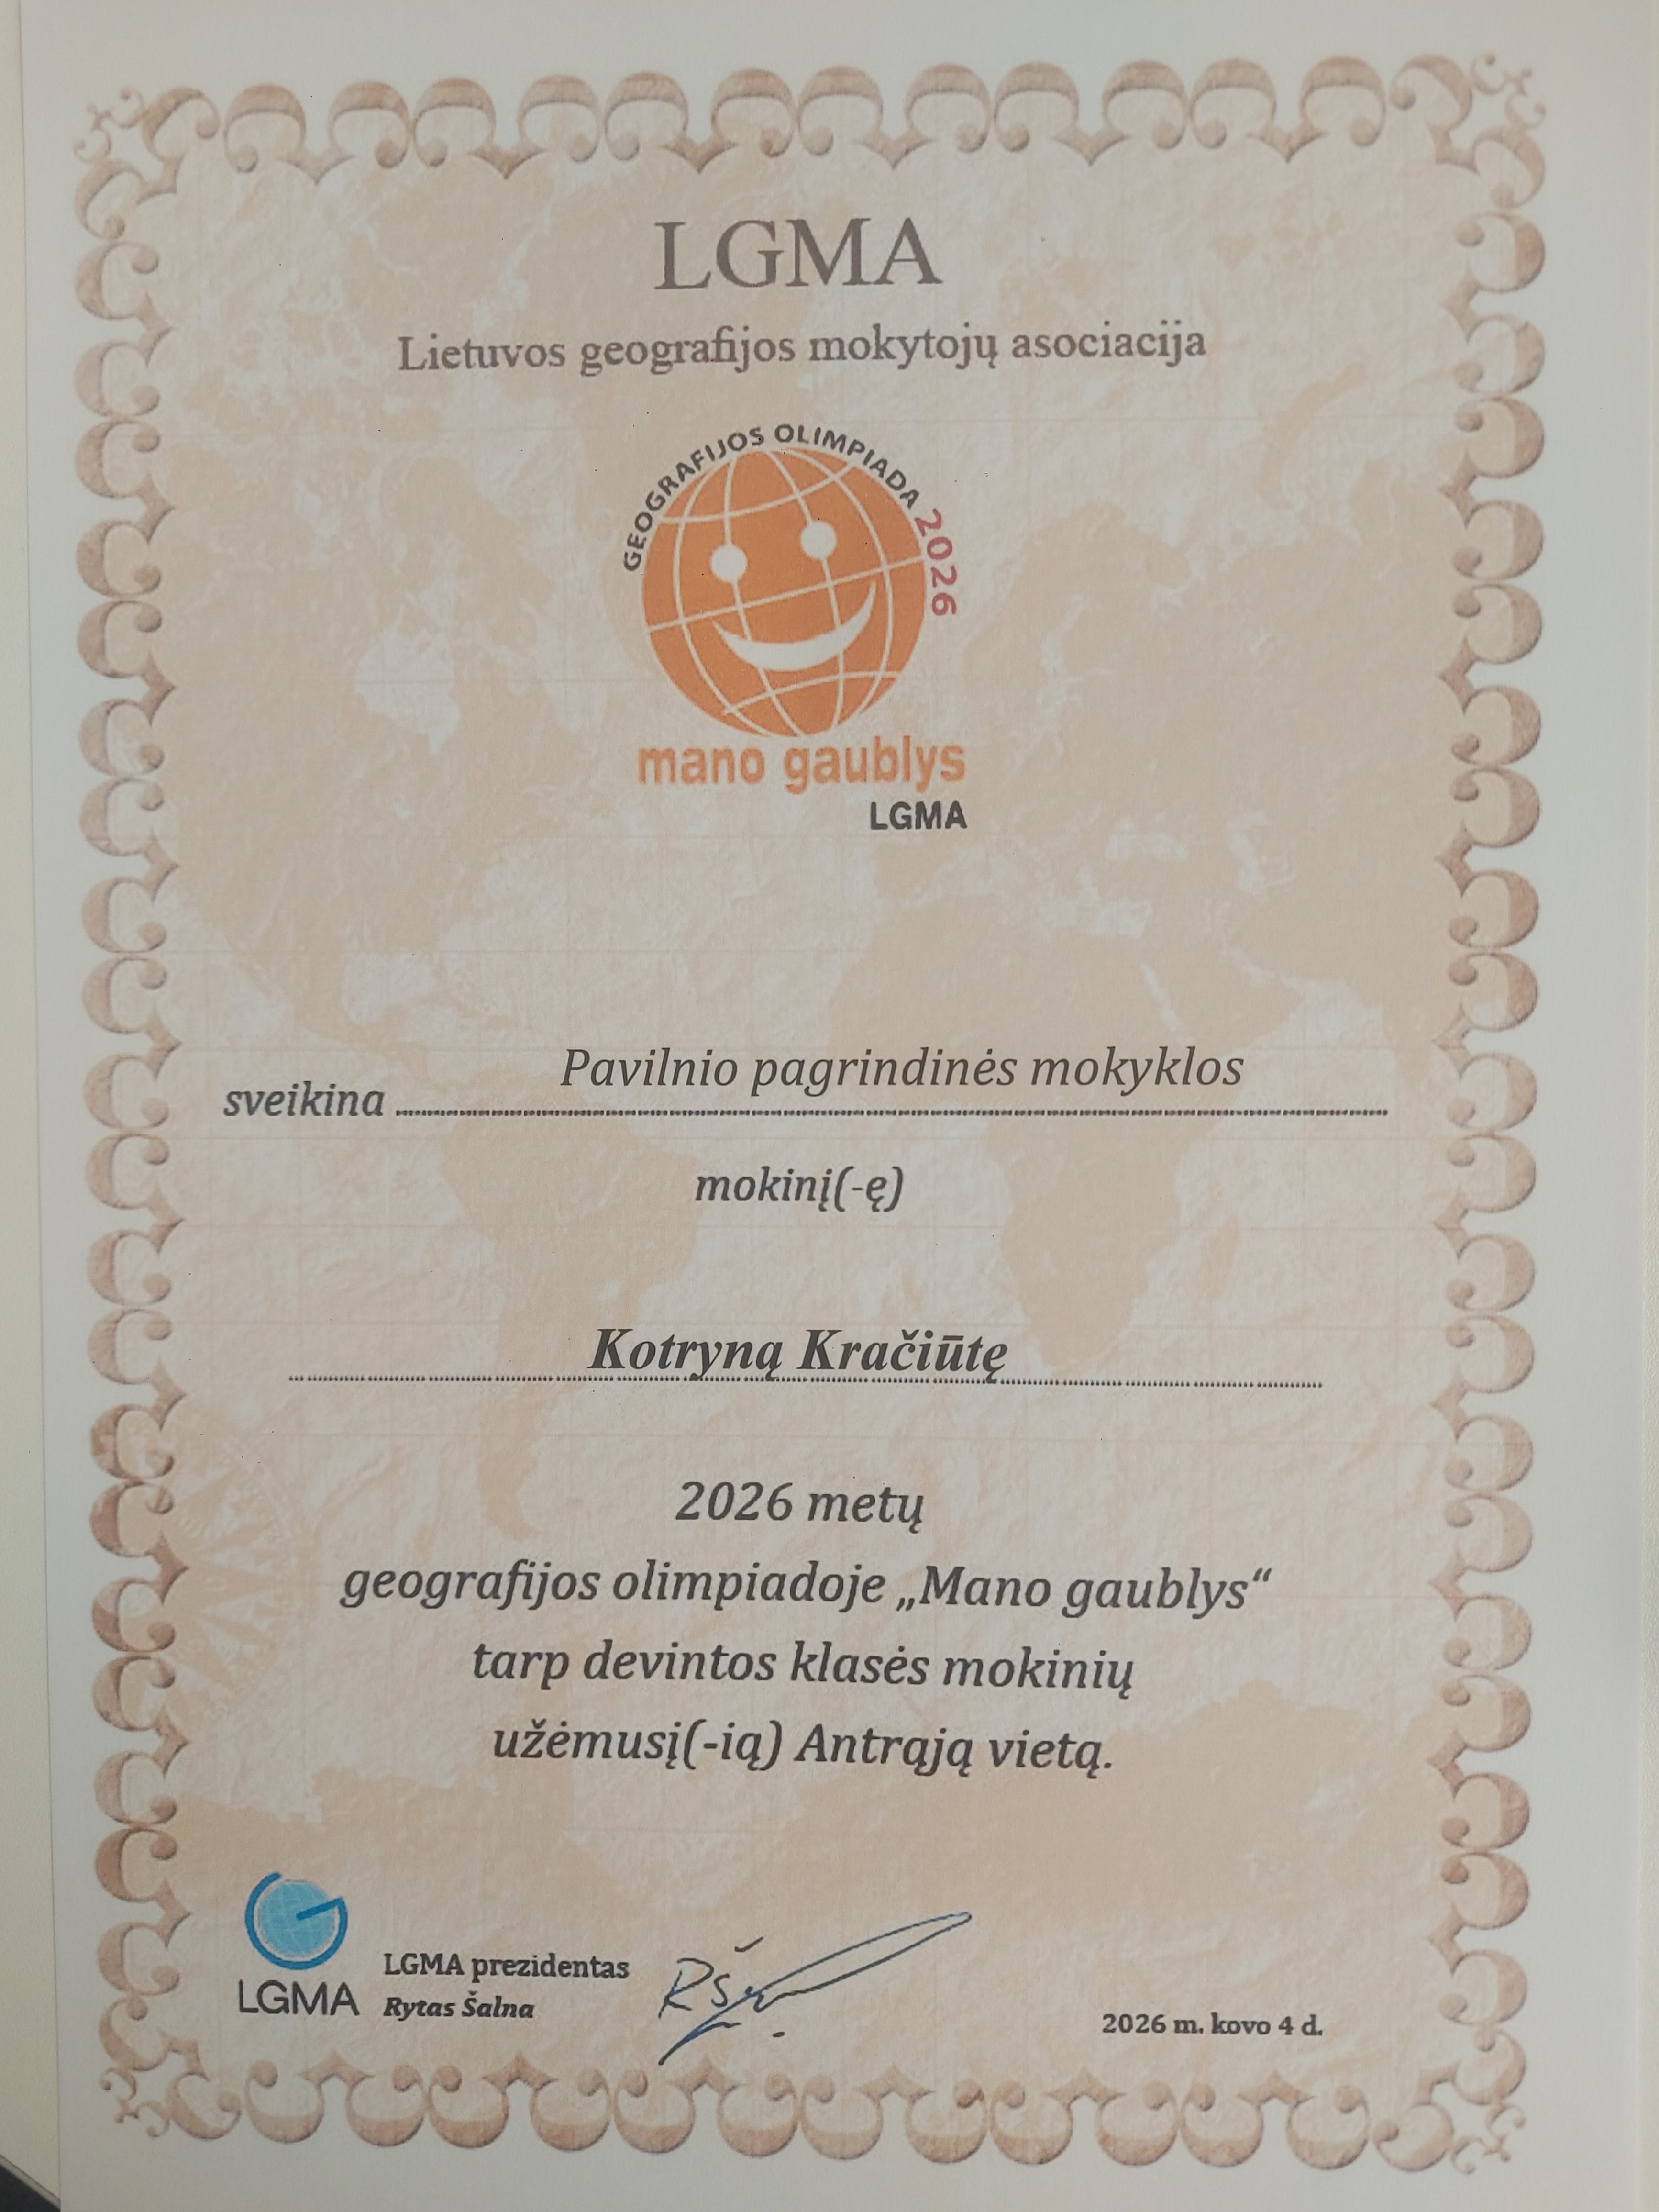 LGMA
Lietuvos geografijos mokytojų asociacija
GEOGRAFIJOS OLIMPIADA 2026
mano gaublys
LGMA
Pavilnio pagrindinės mokyklos
sveikina
mokinį(-ę)
Kotryną Kračiūtę
2026 metų
geografijos olimpiadoje „Mano gaublys“
tarp devintos klasės mokinių
užėmusį(-ią) Antrąją vietą.
LGMA
LGMA prezidentas
Rytas Šalna
RŠ
2026 m. kovo 4 d.